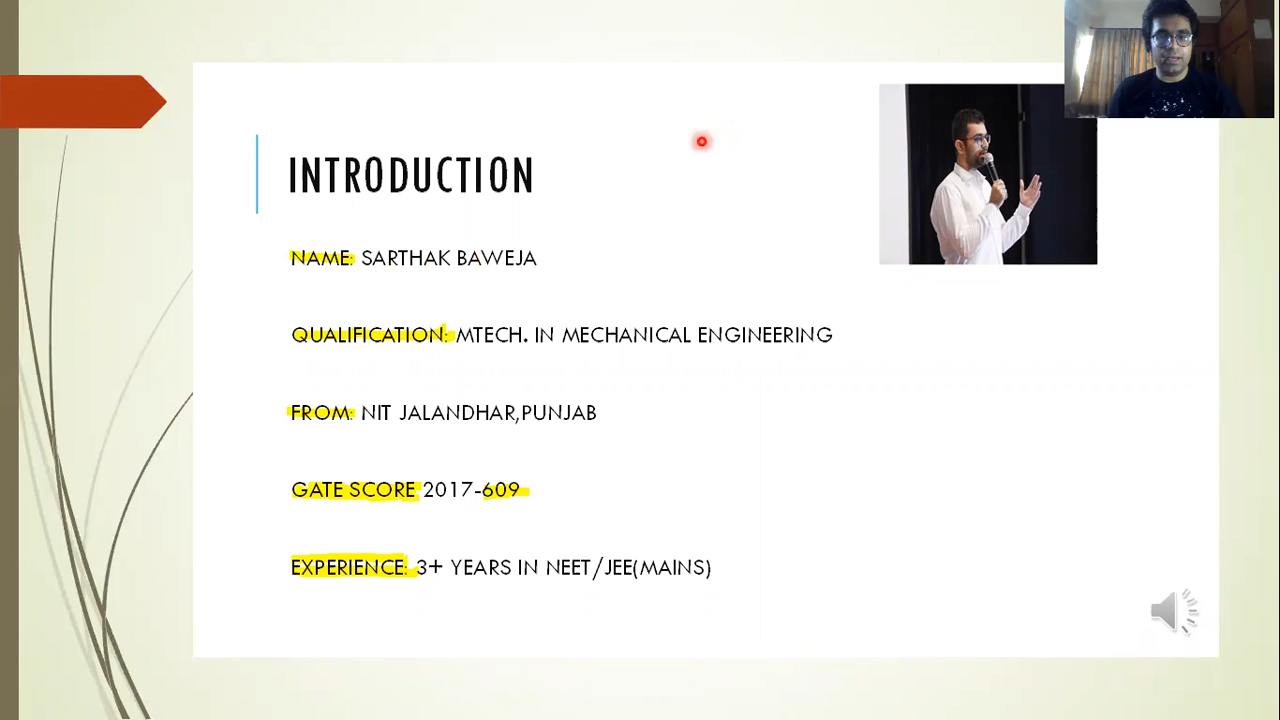 INTRODUCTION
NAME: SARTHAK BAWEJA
QUALIFICATION: MTECH. IN MECHANICAL ENGINEERING
FROM: NIT JALANDHAR,PUNJAB
GATE SCORE 2017-609
EXPERIENCE: 3+ YEARS IN NEET/JEE(MAINS)